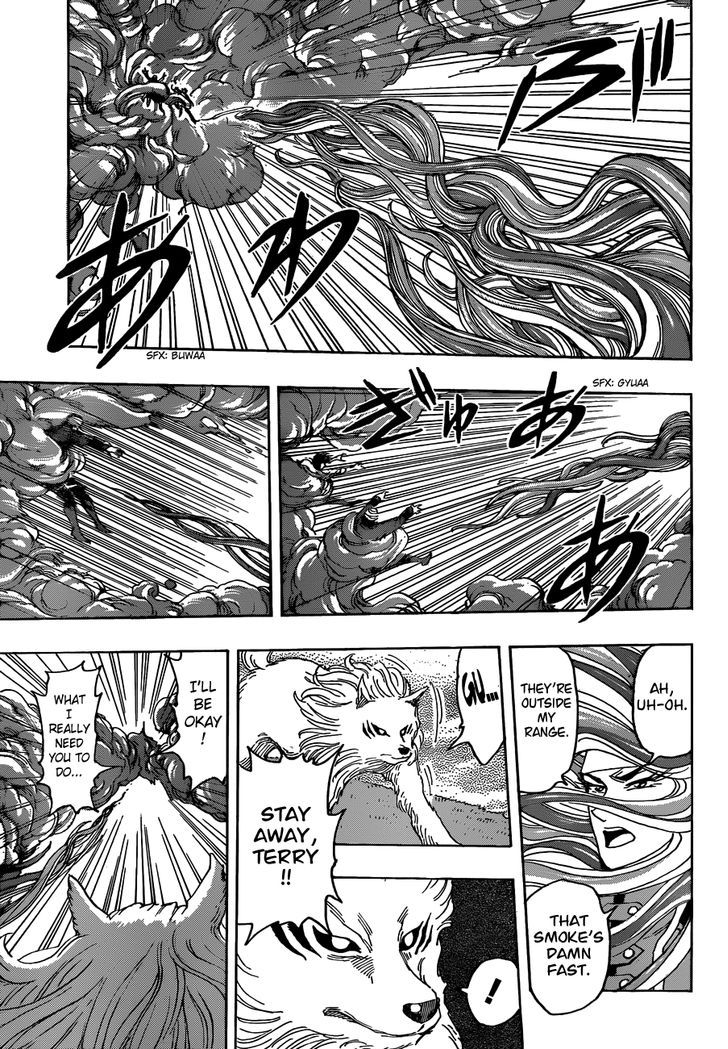 ぶ
わ
あ
SFX: BUWAA
SFX: GYUAA
ぎゅ
あ
あ
AH,
UH-OH.
THEY'RE
OUTSIDE
MY
RANGE.
THAT
SMOKE'S
DAMN
FAST.
GU...
STAY
AWAY,
TERRY
!!
!
I'LL
BE
OKAY
!
WHAT
I
REALLY
NEED
YOU TO
DO...